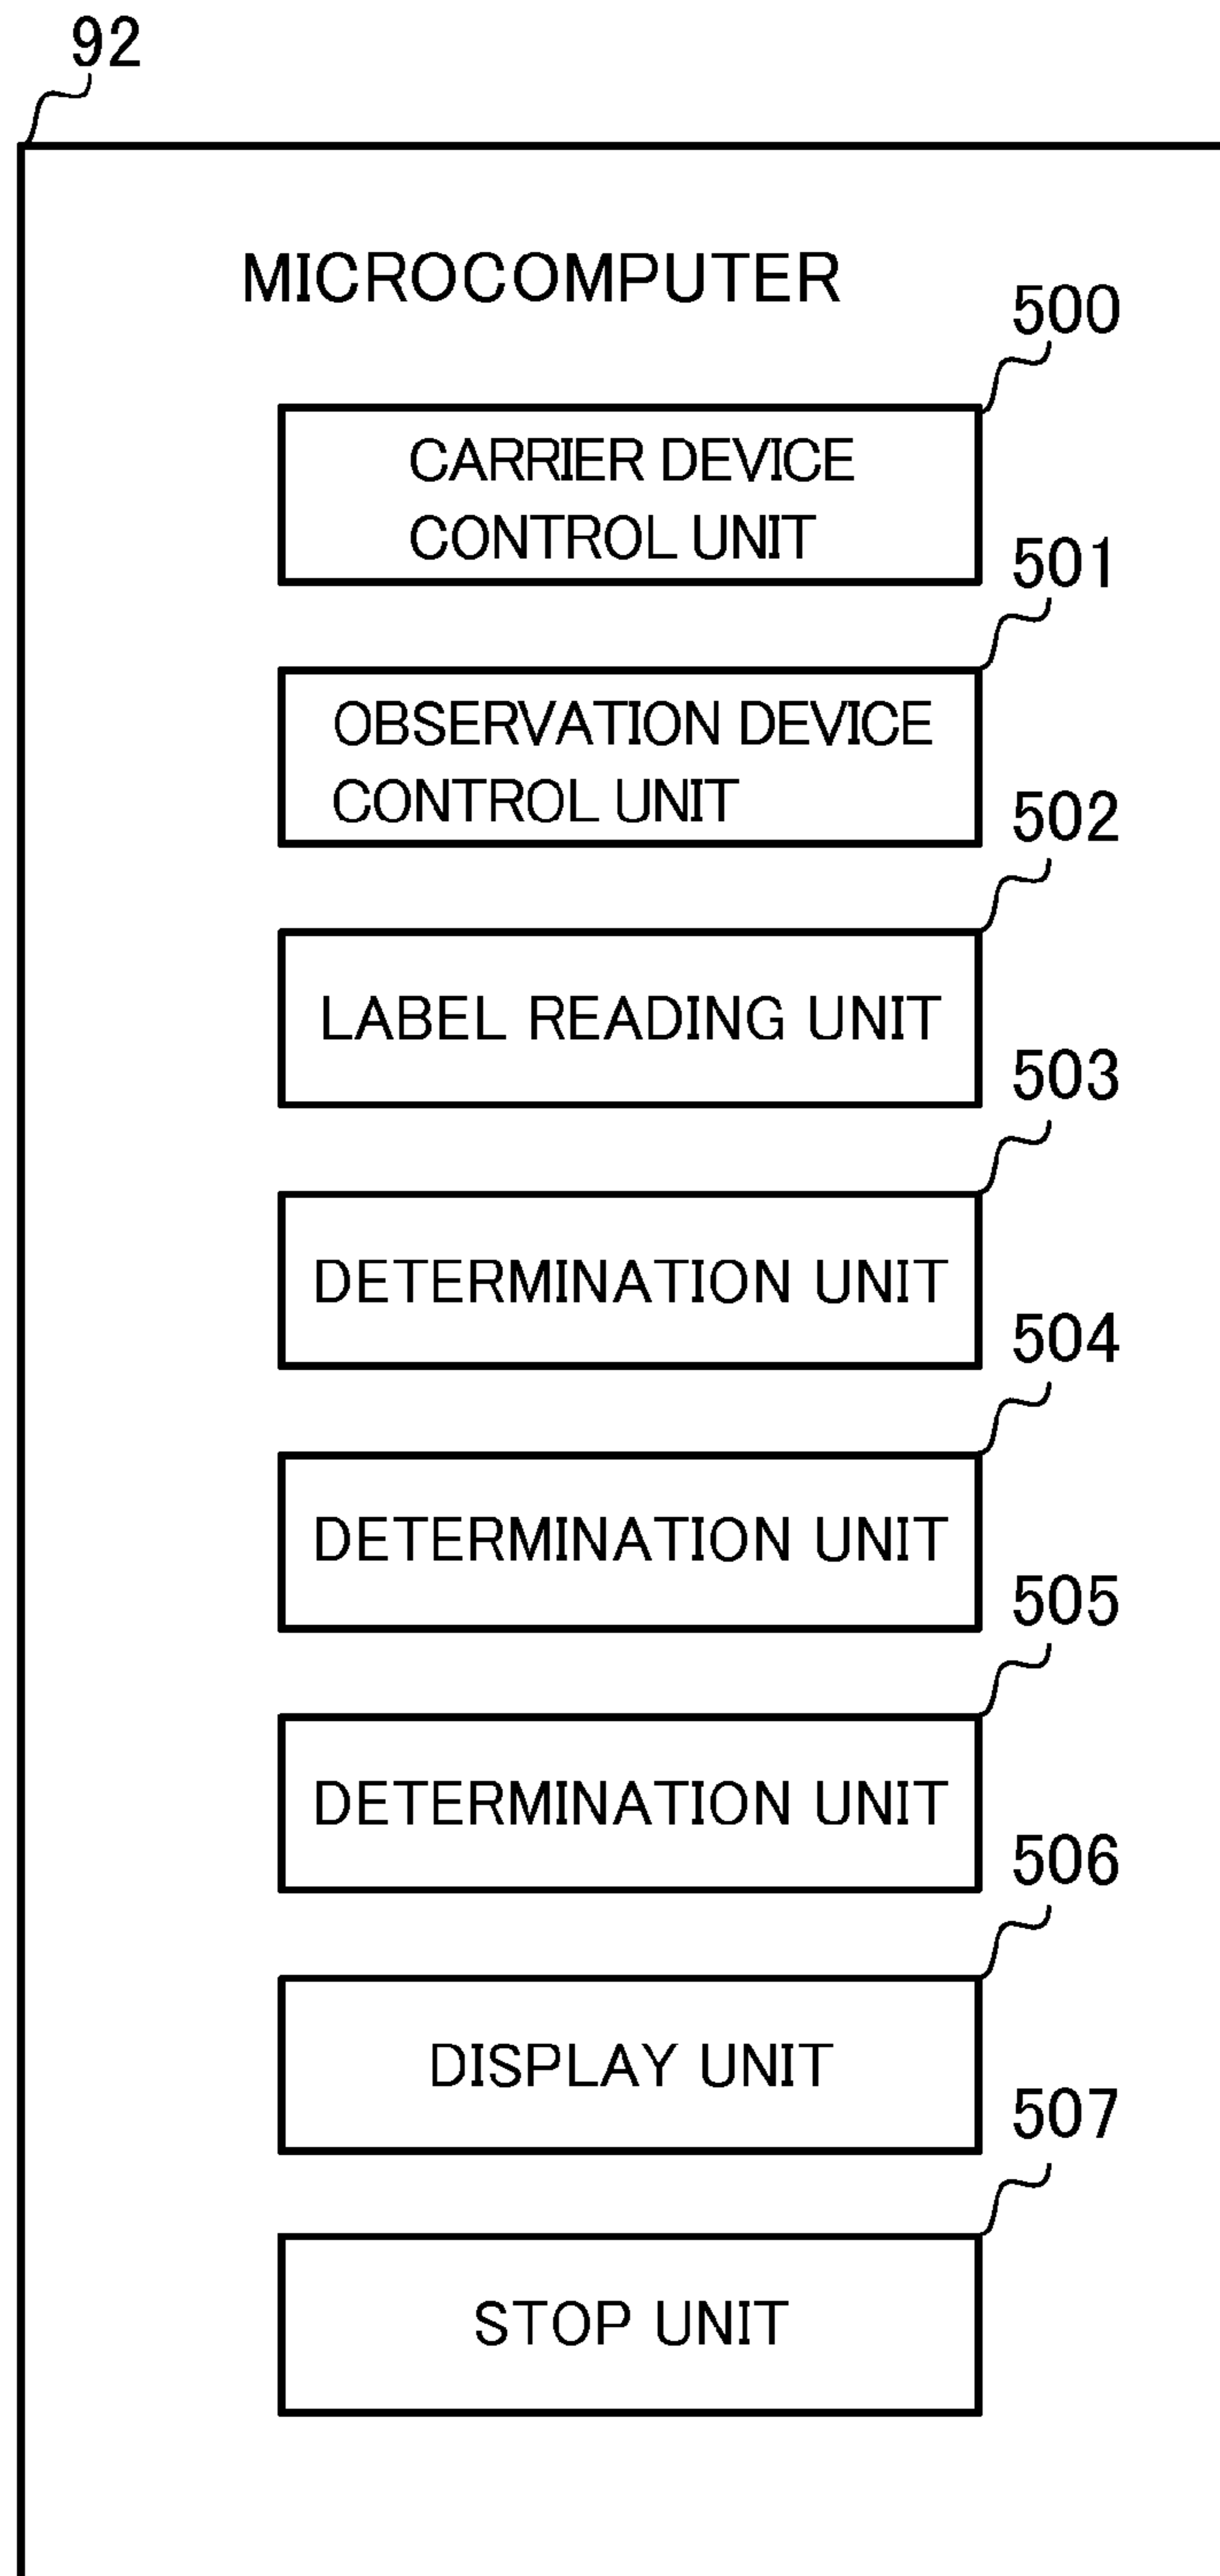 92
MICROCOMPUTER
500
CARRIER DEVICE
CONTROL UNIT
501
OBSERVATION DEVICE
CONTROL UNIT
502
LABEL READING UNIT
503
DETERMINATION UNIT
504
DETERMINATION UNIT
505
DETERMINATION UNIT
506
DISPLAY UNIT
507
STOP UNIT